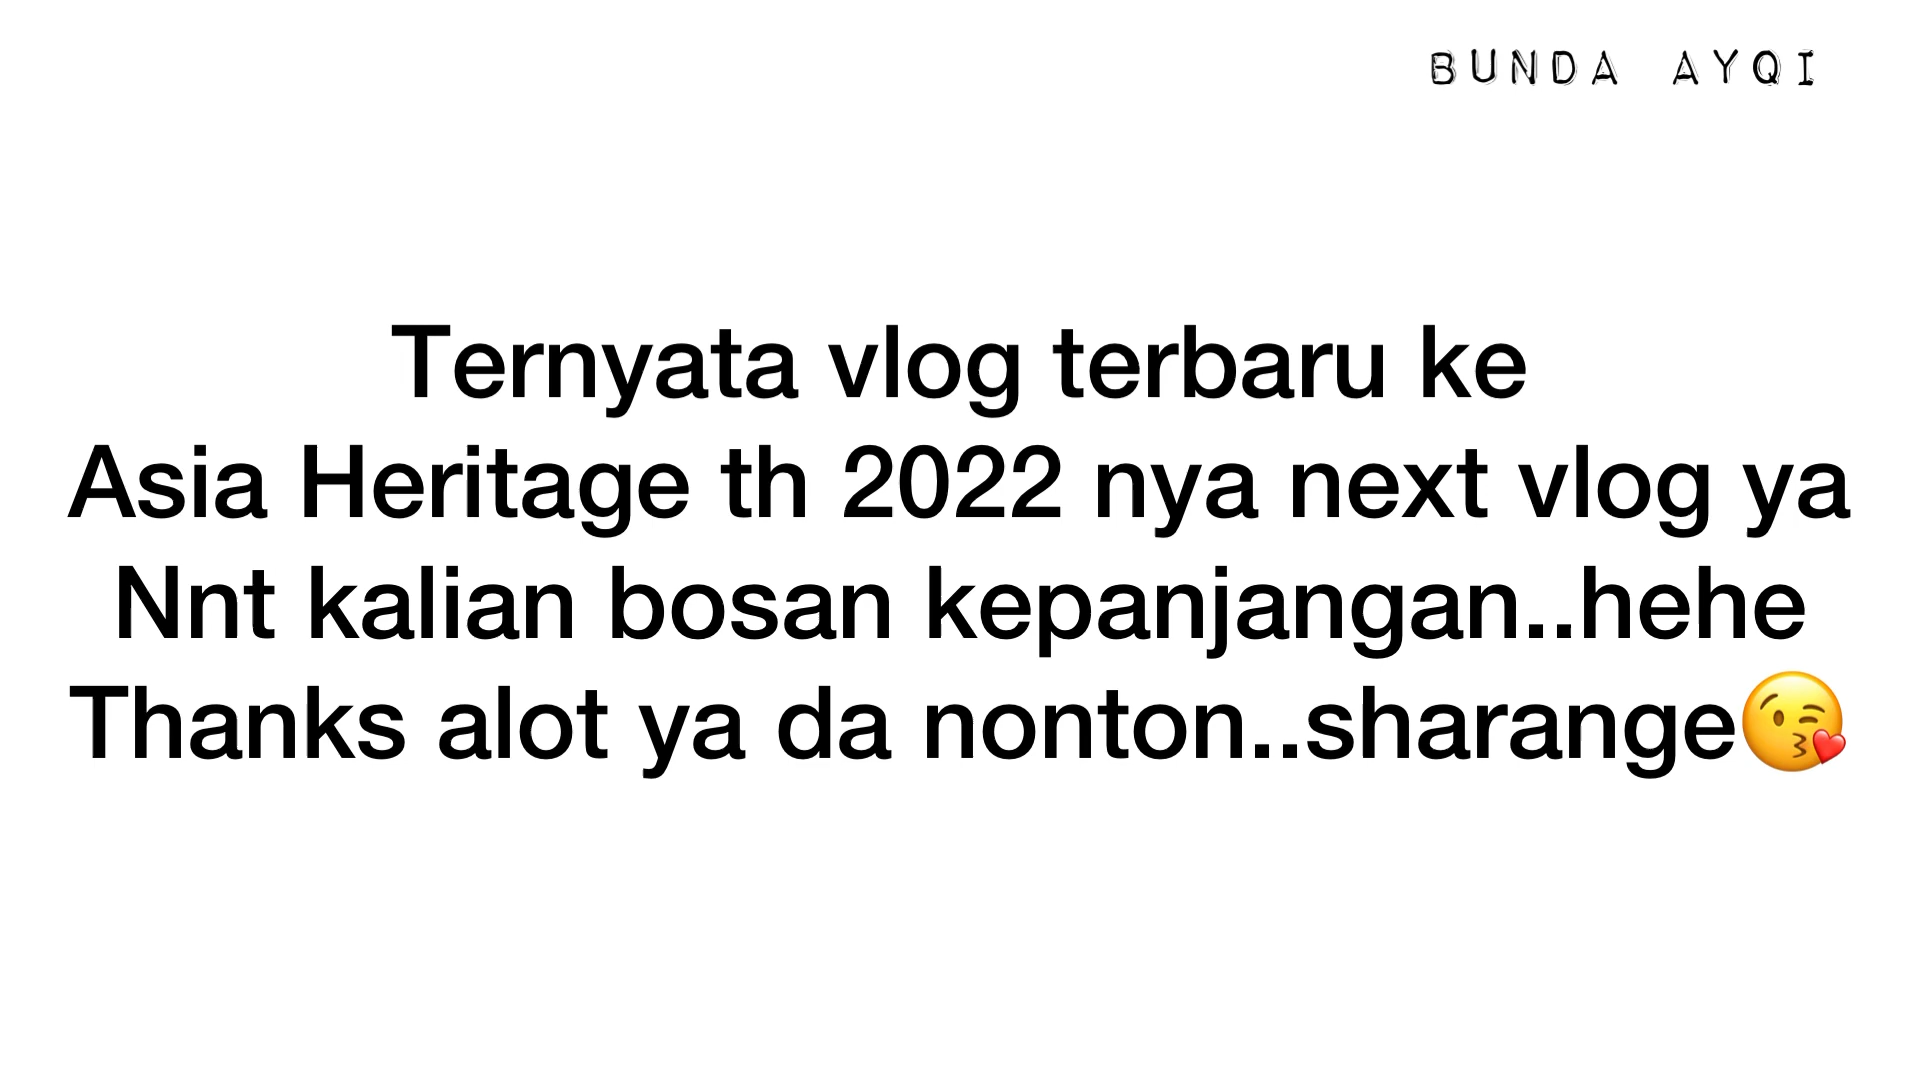 BUNDA AYQI
Ternyata vlog terbaru ke
Asia Heritage th 2022 nya next vlog ya
Nnt kalian bosan kepanjangan..hehe
Thanks alot ya da nonton..sharange😘